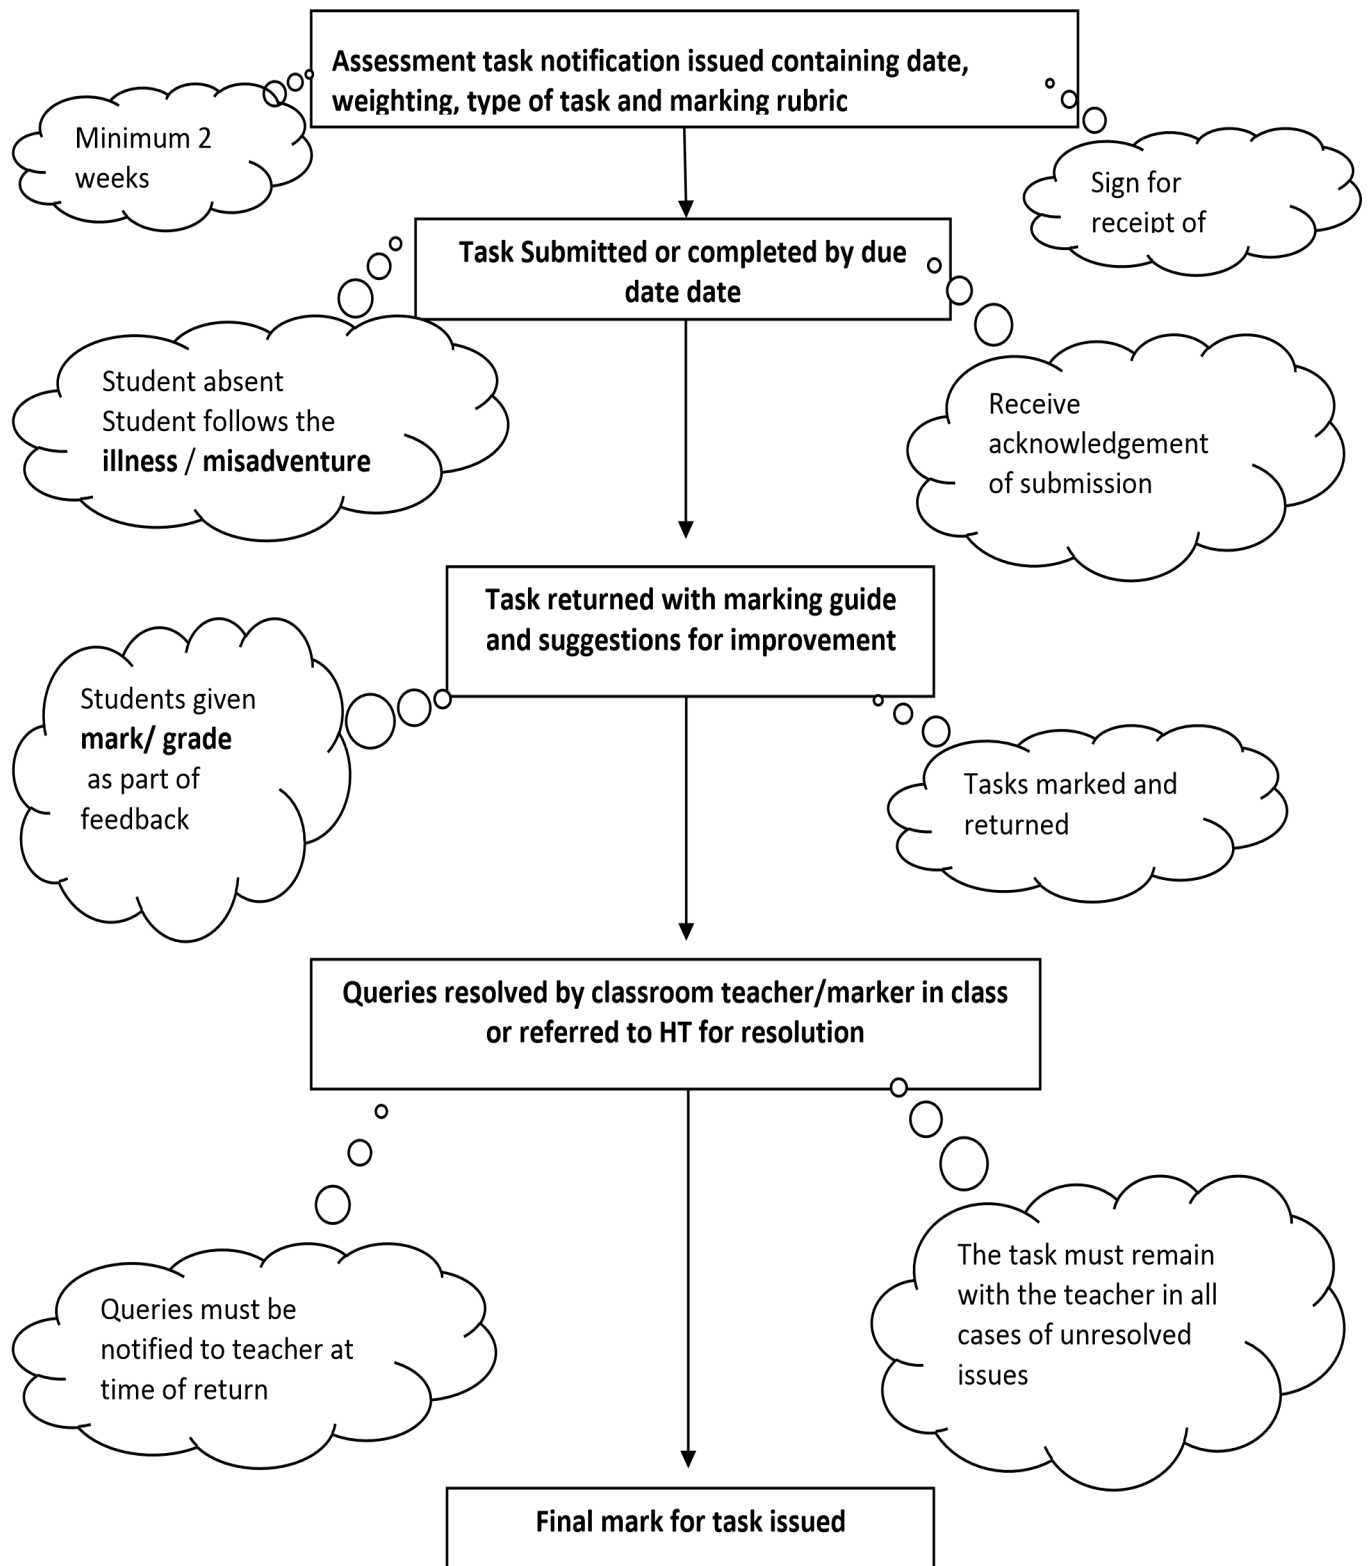 Assessment task notification issued containing date,
weighting, type of task and marking rubric
Minimum 2
weeks
Sign for
receipt of
Task Submitted or completed by due
date date
Student absent
Student follows the
illness / misadventure
Receive
acknowledgement
of submission
Task returned with marking guide
and suggestions for improvement
Students given
mark/ grade
as part of
feedback
Tasks marked and
returned
Queries resolved by classroom teacher/marker in class
or referred to HT for resolution
Queries must be
notified to teacher at
time of return
The task must remain
with the teacher in all
cases of unresolved
issues
Final mark for task issued